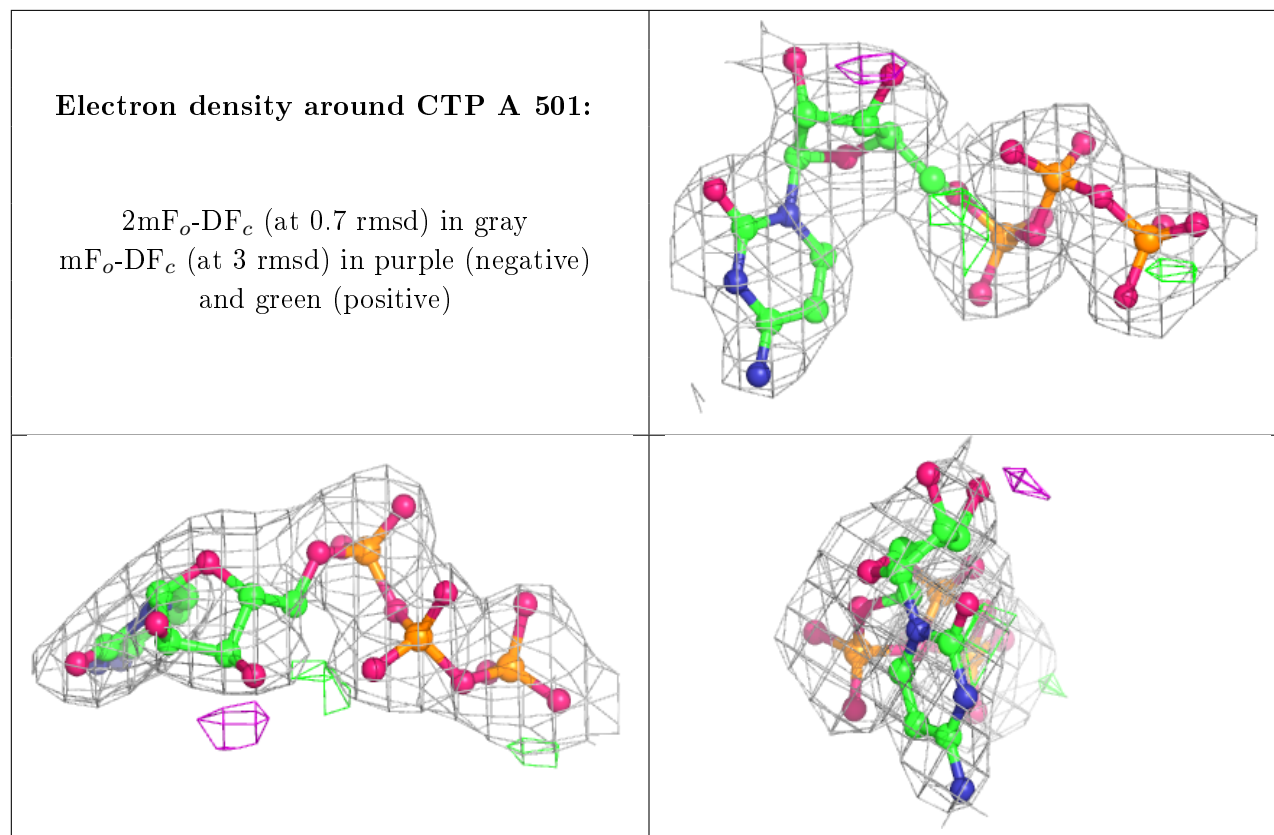 Electron density around CTP A 501:
2mFₒ-DF𝒸 (at 0.7 rmsd) in gray
mFₒ-DF𝒸 (at 3 rmsd) in purple (negative)
and green (positive)